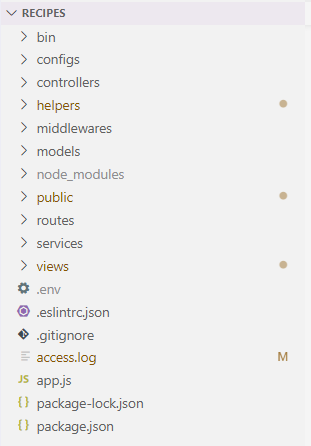 RECIPES
bin
configs
controllers
helpers
middlewares
models
node_modules
public
routes
services
views
.env
.eslintrc.json
.gitignore
access.log M
app.js
package-lock.json
package.json